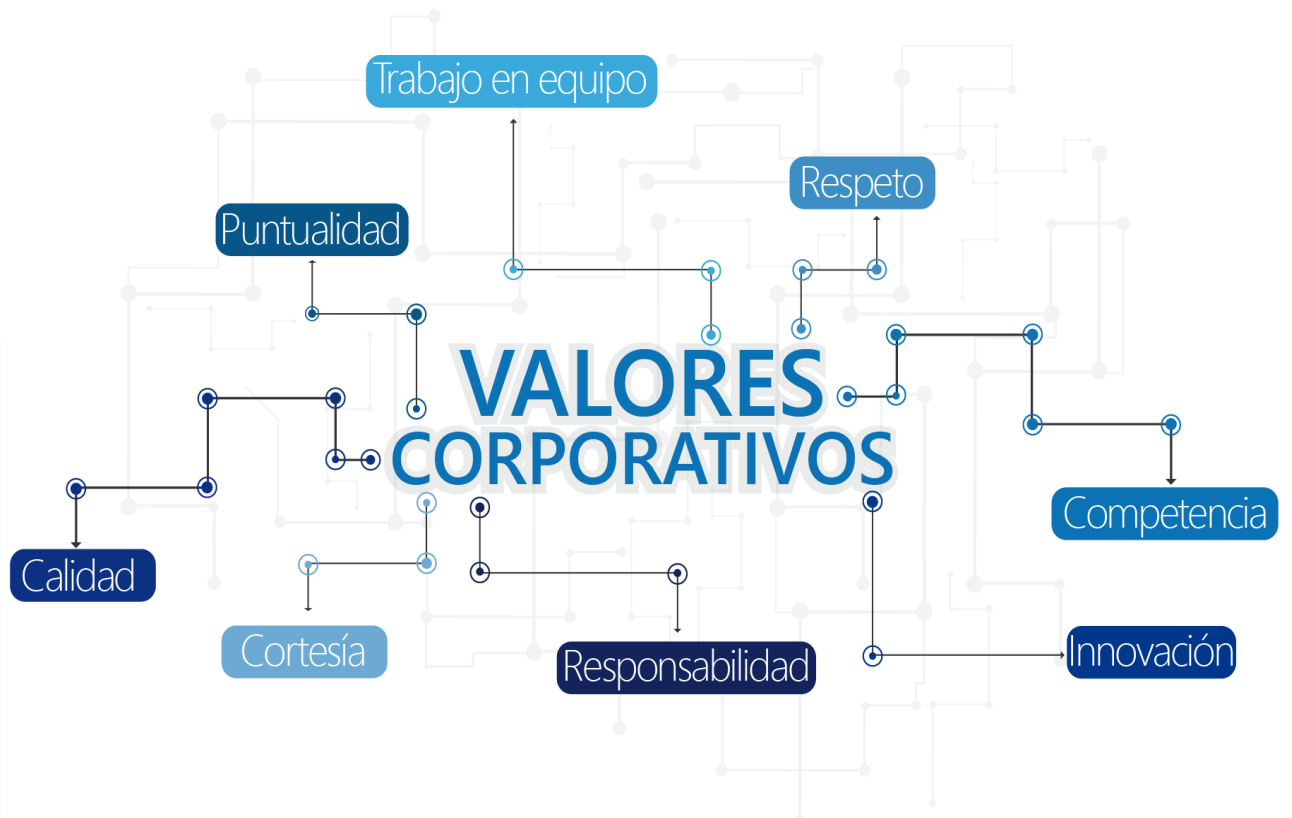 Trabajo en equipo
Respeto
Puntualidad
VALORES
CORPORATIVOS
Competencia
Calidad
Cortesía
Responsabilidad
Innovación